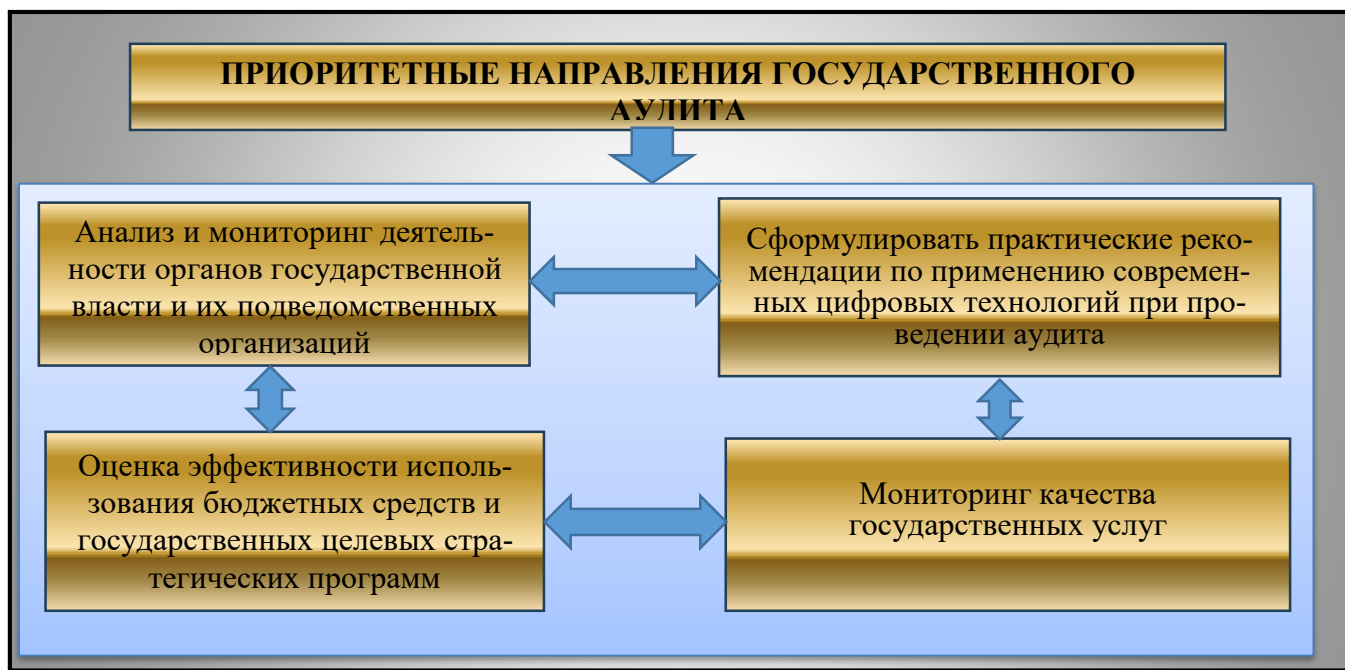 ПРИОРИТЕТНЫЕ НАПРАВЛЕНИЯ ГОСУДАРСТВЕННОГО
АУДИТА
Анализ и мониторинг деятель-
ности органов государственной
власти и их подведомственных
организаций
Сформулировать практические реко-
мендации по применению современ-
ных цифровых технологий при про-
ведении аудита
Оценка эффективности исполь-
зования бюджетных средств и
государственных целевых стра-
тегических программ
Мониторинг качества
государственных услуг